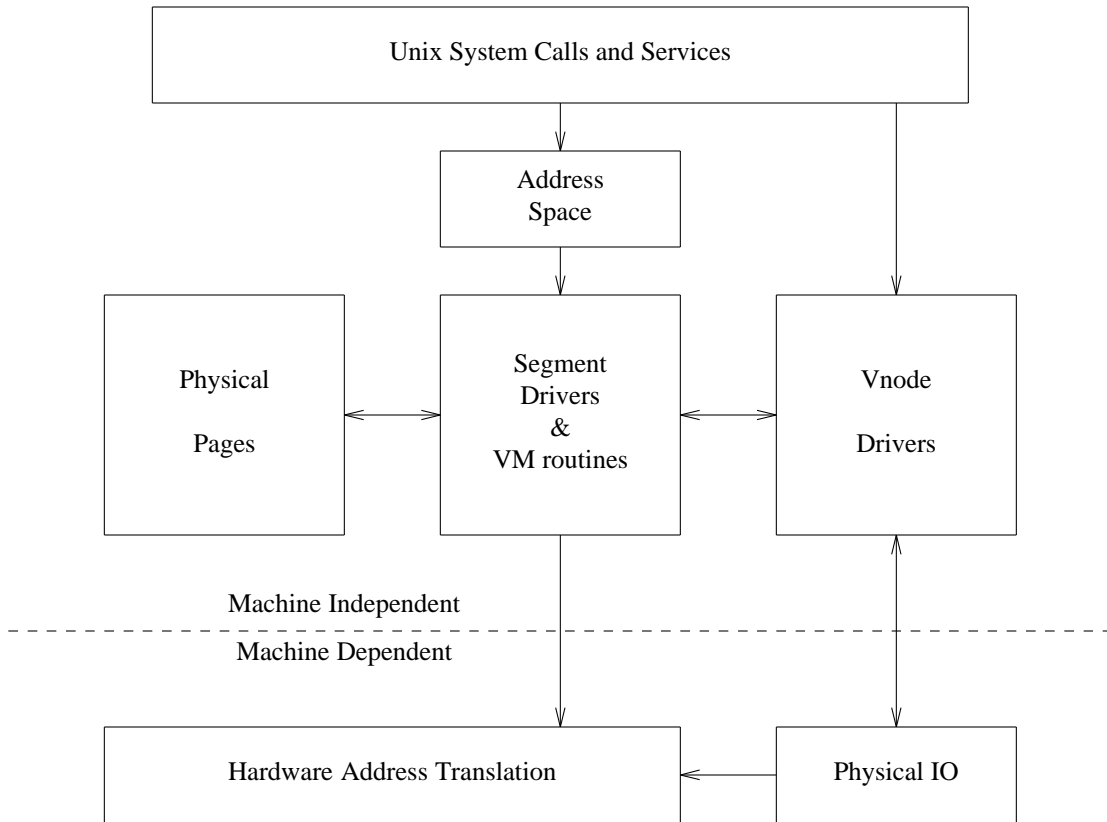 Unix System Calls and Services
Address
Space
Physical
Pages
Segment
Drivers
&
VM routines
Vnode
Drivers
Machine Independent
Machine Dependent
Hardware Address Translation
Physical IO